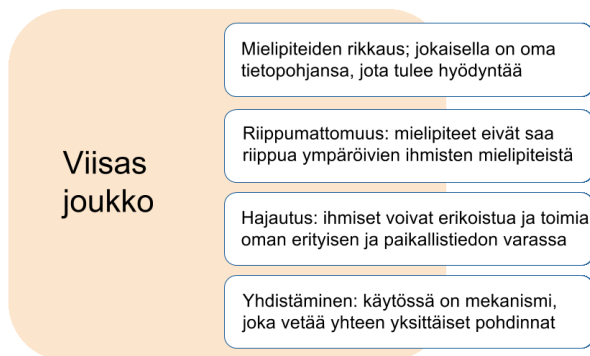 Viisas
joukko
Mielipiteiden rikkaus; jokaisella on oma
tietopohjansa, jota tulee hyödyntää
Riippumattomuus: mielipiteet eivät saa
riippua ympäröivien ihmisten mielipiteistä
Hajautus: ihmiset voivat erikoistua ja toimia
oman erityisen ja paikallistiedon varassa
Yhdistäminen: käytössä on mekanismi,
joka vetää yhteen yksittäiset pohdinnat